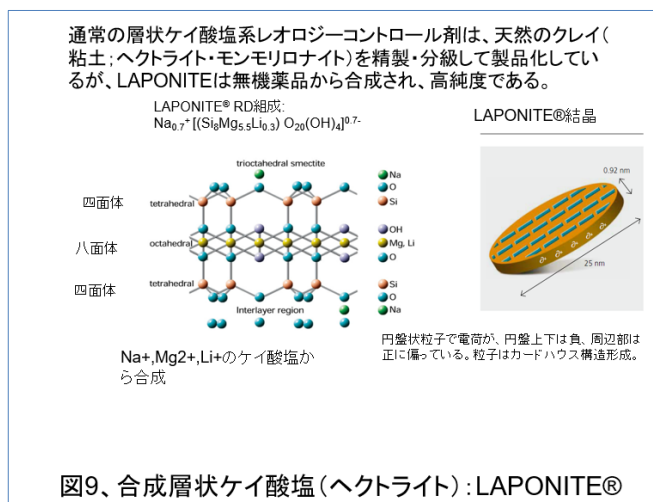 通常の層状ケイ酸塩系レオロジーコントロール剤は、天然のクレイ(
粘土;ヘクトライト・モンモリロナイト)を精製・分級して製品化してい
るが、LAPONITEは無機薬品から合成され、高純度である。
LAPONITE® RD組成:
Na0.7+ [(Si8Mg5.5Li0.3) O20(OH)4]0.7-
LAPONITE®結晶
trioctahedral smectite
Na
O
Si
四面体
tetrahedral
OH
八面体
octahedral
Mg, Li
O
四面体
tetrahedral
Si
O
Interlayer region
Na
0.92 nm
25 nm
Na+,Mg2+,Li+のケイ酸塩か
ら合成
円盤状粒子で電荷が、円盤上下は負、周辺部は
正に偏っている。粒子はカードハウス構造形成。
図9、合成層状ケイ酸塩(ヘクトライト):LAPONITE®